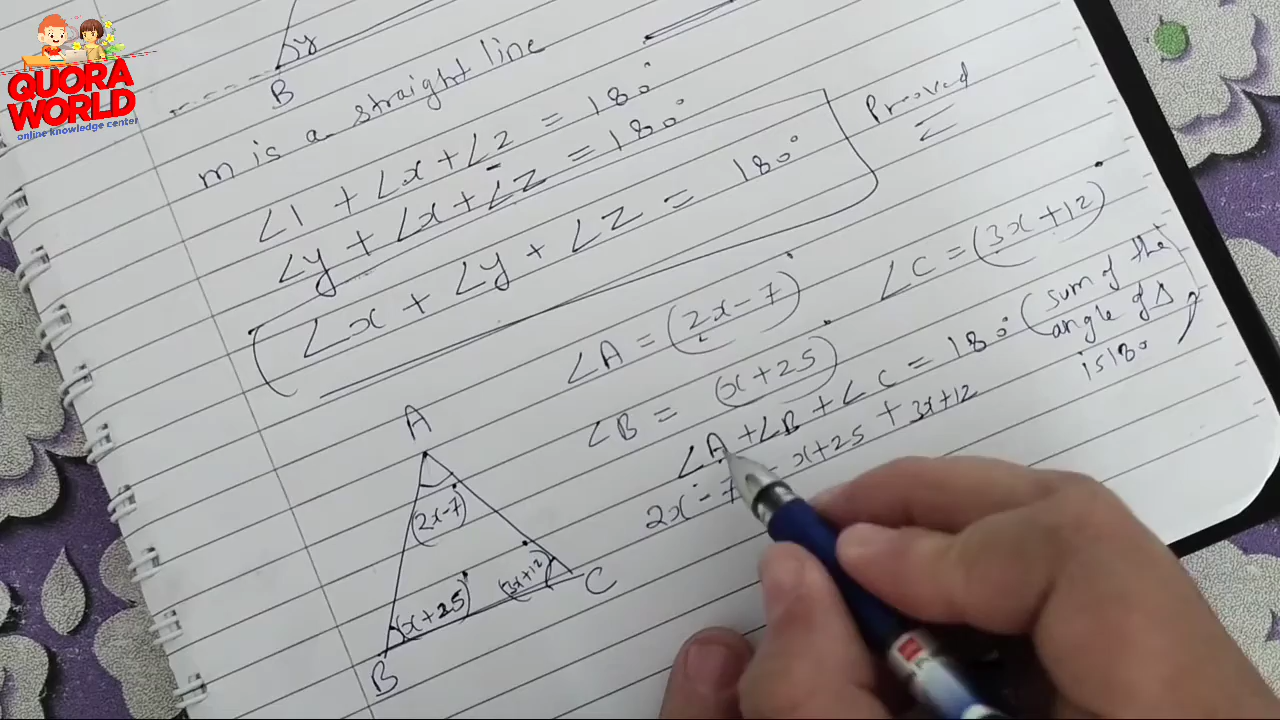 QUORA
WORLD
online knowledge center
y
B
m is a straight line
∠1 + ∠x + ∠z = 180°
∠y + ∠x + ∠z = 180°
∠x + ∠y + ∠z = 180°
Proved
∠A = (2x-7)°
∠C = (3x+12)°
∠B = (x+25)°
∠A + ∠B + ∠C = 180° (sum of the
angle of Δ
is 180
2x - 7 x+25 + 3x+12
A
(2x-7)°
(x+25)°
(3x+12)°
B
C